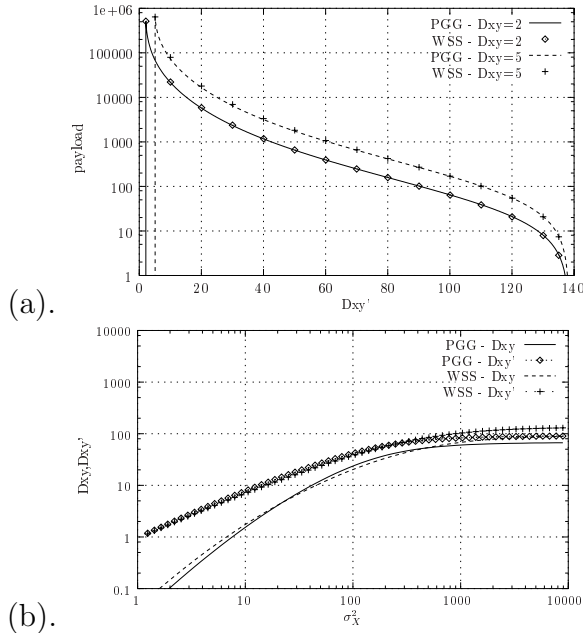 1e+06
100000
10000
1000
100
10
1
payload
PGG - Dxy=2
WSS - Dxy=2
PGG - Dxy=5
WSS - Dxy=5
0 20 40 60 80 100 120 140
Dxy'
(a).
10000
1000
100
10
1
0.1
Dxy,Dxy'
PGG - Dxy
PGG - Dxy'
WSS - Dxy
WSS - Dxy'
1 10 100 1000 10000
σ²_X
(b).